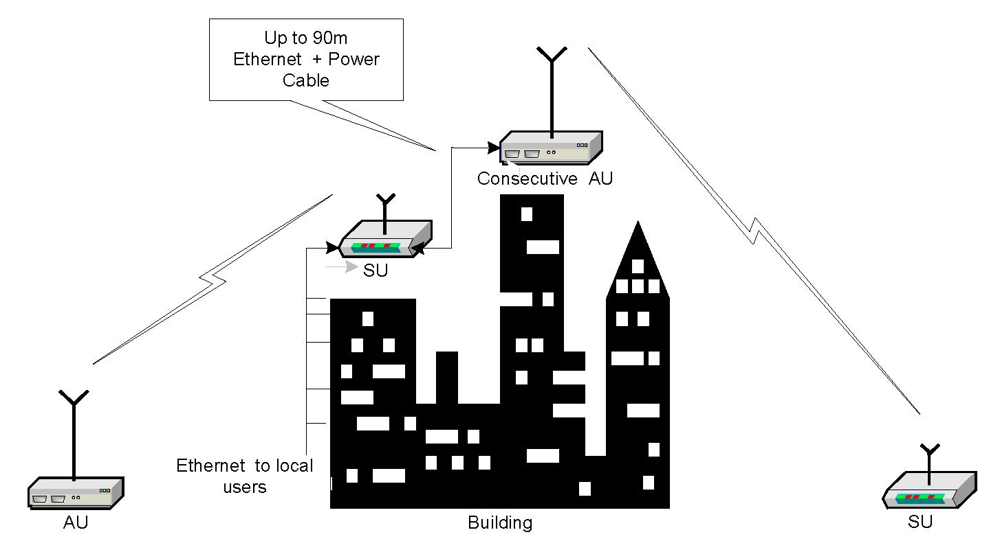 Up to 90m
Ethernet + Power
Cable
Consecutive AU
SU
Ethernet to local
users
AU
Building
SU